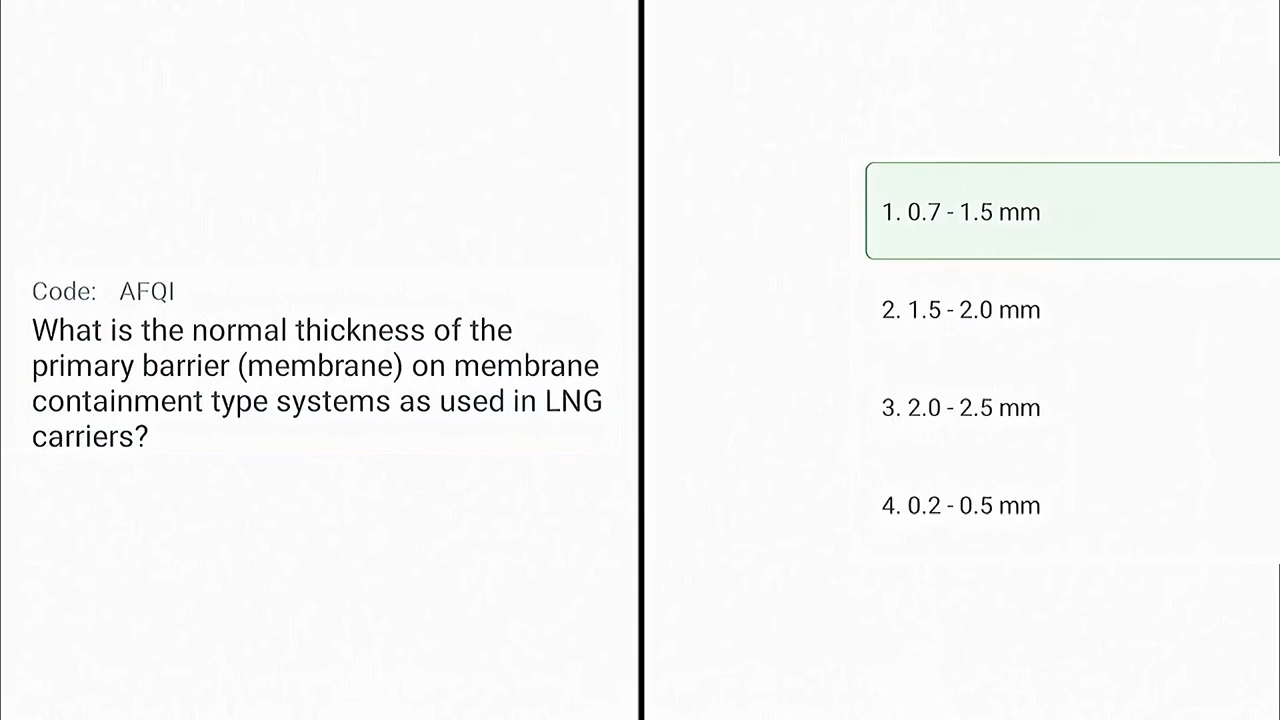 Code: AFQI
What is the normal thickness of the
primary barrier (membrane) on membrane
containment type systems as used in LNG
carriers?
1. 0.7 - 1.5 mm
2. 1.5 - 2.0 mm
3. 2.0 - 2.5 mm
4. 0.2 - 0.5 mm